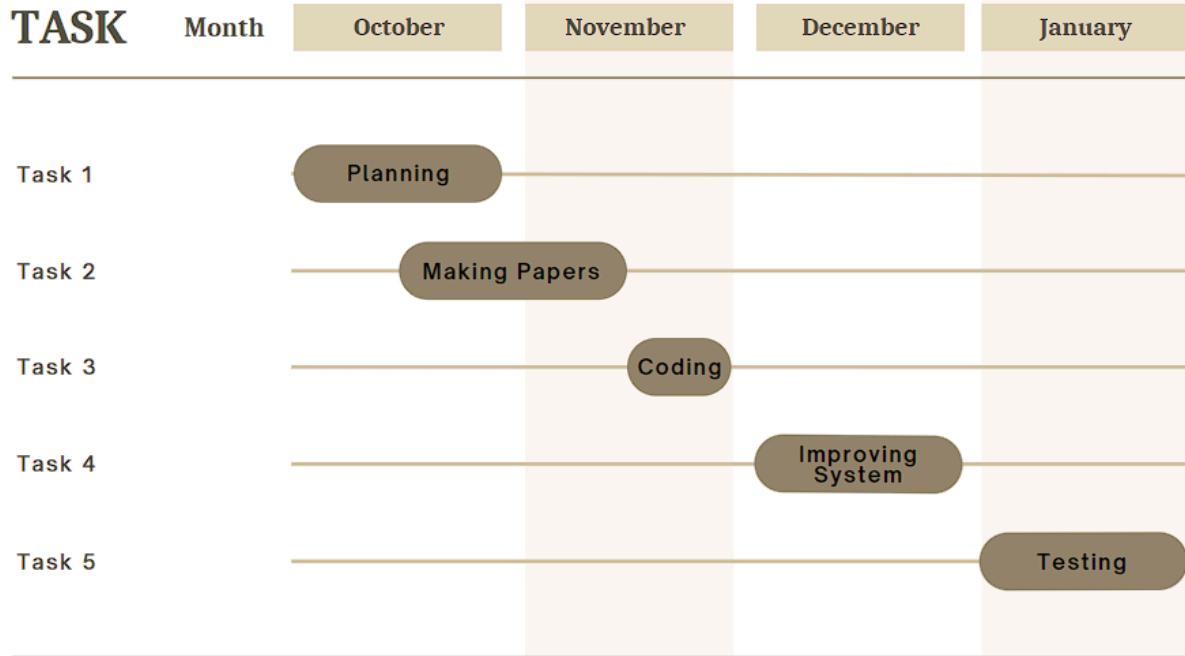 TASK Month October November December January
Task 1 Planning
Task 2 Making Papers
Task 3 Coding
Task 4 Improving
System
Task 5 Testing